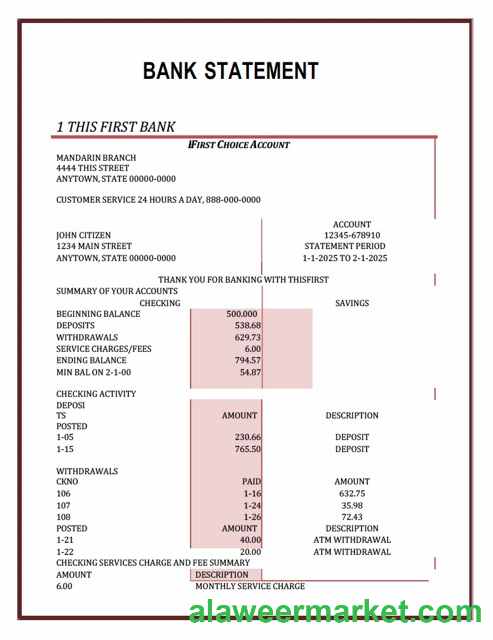 BANK STATEMENT
1 THIS FIRST BANK
IFIRST CHOICE ACCOUNT
MANDARIN BRANCH
4444 THIS STREET
ANYTOWN, STATE 00000-0000
CUSTOMER SERVICE 24 HOURS A DAY, 888-000-0000
ACCOUNT
JOHN CITIZEN 12345-678910
1234 MAIN STREET STATEMENT PERIOD
ANYTOWN, STATE 00000-0000 1-1-2025 TO 2-1-2025
THANK YOU FOR BANKING WITH THISFIRST
SUMMARY OF YOUR ACCOUNTS
CHECKING SAVINGS
BEGINNING BALANCE 500.000
DEPOSITS 538.68
WITHDRAWALS 629.73
SERVICE CHARGES/FEES 6.00
ENDING BALANCE 794.57
MIN BAL ON 2-1-00 54.87
CHECKING ACTIVITY
DEPOSI
TS AMOUNT DESCRIPTION
POSTED
1-05 230.66 DEPOSIT
1-15 765.50 DEPOSIT
WITHDRAWALS
CKNO PAID AMOUNT
106 1-16 632.75
107 1-24 35.98
108 1-26 72.43
POSTED AMOUNT DESCRIPTION
1-21 40.00 ATM WITHDRAWAL
1-22 20.00 ATM WITHDRAWAL
CHECKING SERVICES CHARGE AND FEE SUMMARY
AMOUNT DESCRIPTION
6.00 MONTHLY SERVICE CHARGE
alaweermarket.com